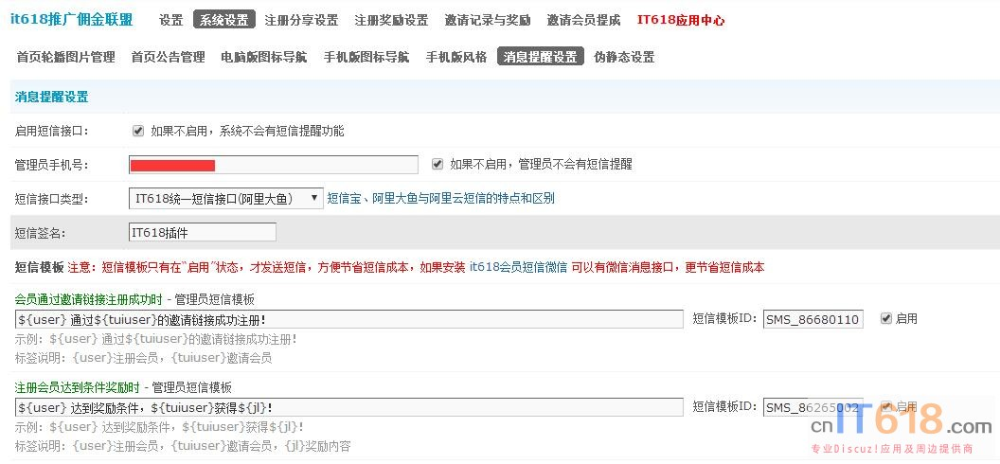 it618推广佣金联盟 设置 系统设置 注册分享设置 注册奖励设置 邀请记录与奖励 邀请会员提成 IT618应用中心
首页轮播图片管理 首页公告管理 电脑版图标导航 手机版图标导航 手机版风格 消息提醒设置 伪静态设置
消息提醒设置
启用短信接口： 如果不启用，系统不会有短信提醒功能
管理员手机号： 如果不启用，管理员不会有短信提醒
短信接口类型： IT618统一短信接口(阿里大鱼) 短信宝、阿里大鱼与阿里云短信的特点和区别
短信签名： IT618插件
短信模板 注意：短信模板只有在“启用”状态，才发送短信，方便节省短信成本，如果安装 it618会员短信微信 可以有微信消息接口，更节省短信成本
会员通过邀请链接注册成功时 - 管理员短信模板
${user} 通过${tuiuser}的邀请链接成功注册! 短信模板ID： SMS_86680110 启用
示例：${user} 通过${tuiuser}的邀请链接成功注册!
标签说明：{user}注册会员，{tuiuser}邀请会员
注册会员达到条件奖励时 - 管理员短信模板
${user} 达到奖励条件，${tuiuser}获得${jl}! 短信模板ID： SMS_86265002 启用
示例：${user} 达到奖励条件，${tuiuser}获得${jl}!
标签说明：{user}注册会员，{tuiuser}邀请会员，{jl}奖励内容
cnIT618.com
专业Discuz!应用及周边提供商